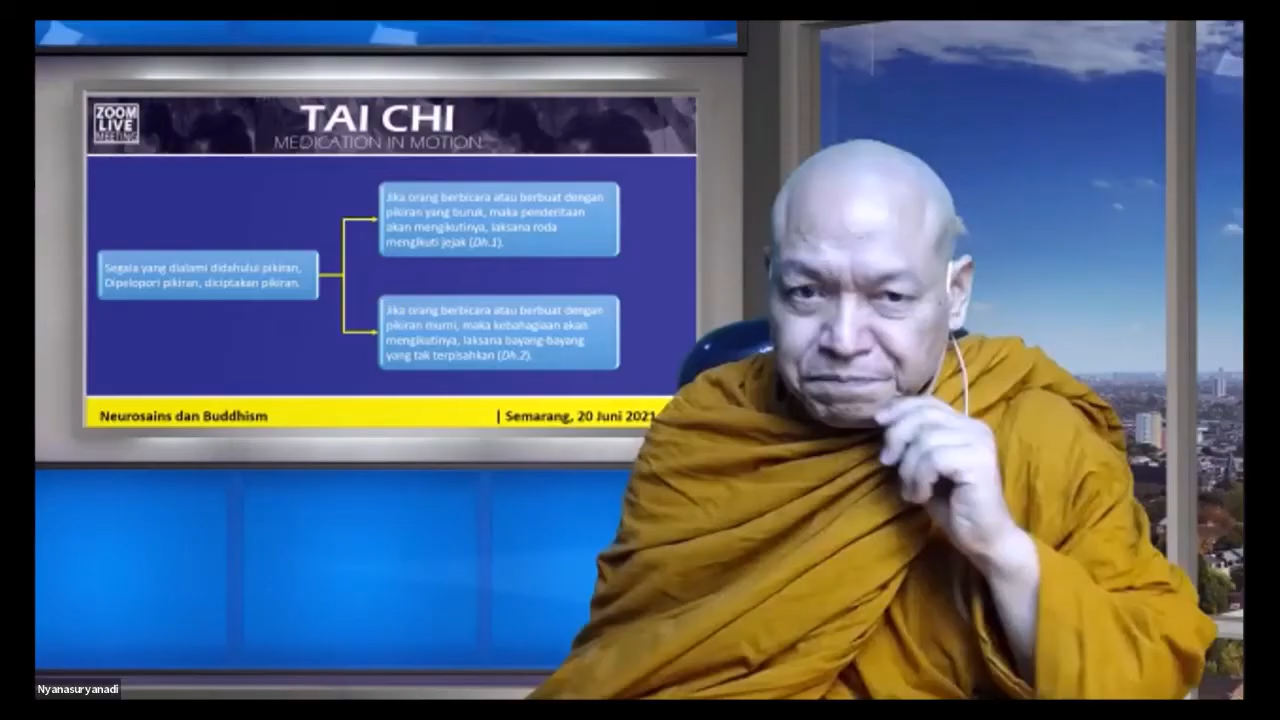 ZOOM
LIVE
MEETING
TAI CHI
MEDICATION IN MOTION
Segala yang dialami didahului pikiran,
Dipelopori pikiran, diciptakan pikiran.
Jika orang berbicara atau berbuat dengan
pikiran yang buruk, maka penderitaan
akan mengikutinya, laksana roda
mengikuti jejak (Dh.1).
Jika orang berbicara atau berbuat dengan
pikiran murni, maka kebahagiaan akan
mengikutinya, laksana bayang-bayang
yang tak terpisahkan (Dh.2).
Neurosains dan Buddhism
| Semarang, 20 Juni 2021
Nyanasuryanadi